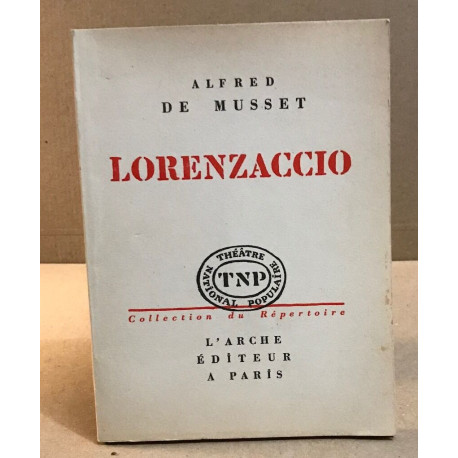 ALFRED
DE MUSSET
LORENZACCIO
THÉÂTRE
NATIONAL POPULAIRE
TNP
Collection du Répertoire
L'ARCHE
ÉDITEUR
A PARIS